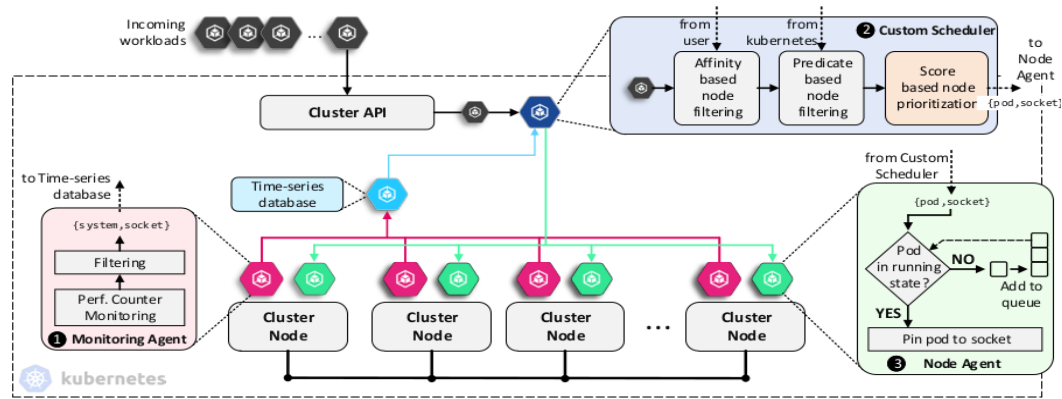 Incoming
workloads
...
Cluster API
from
user
from
kubernetes
2 Custom Scheduler
Affinity
based
node
filtering
Predicate
based
node
filtering
Score
based node
prioritization
to
Node
Agent
{pod,socket}
Time-series
database
to Time-series
database
{system,socket}
Filtering
Perf. Counter
Monitoring
1 Monitoring Agent
Cluster
Node
Cluster
Node
Cluster
Node
...
Cluster
Node
from Custom
Scheduler
{pod,socket}
Pod
in running
state?
NO
Add to
queue
YES
Pin pod to socket
3 Node Agent
kubernetes